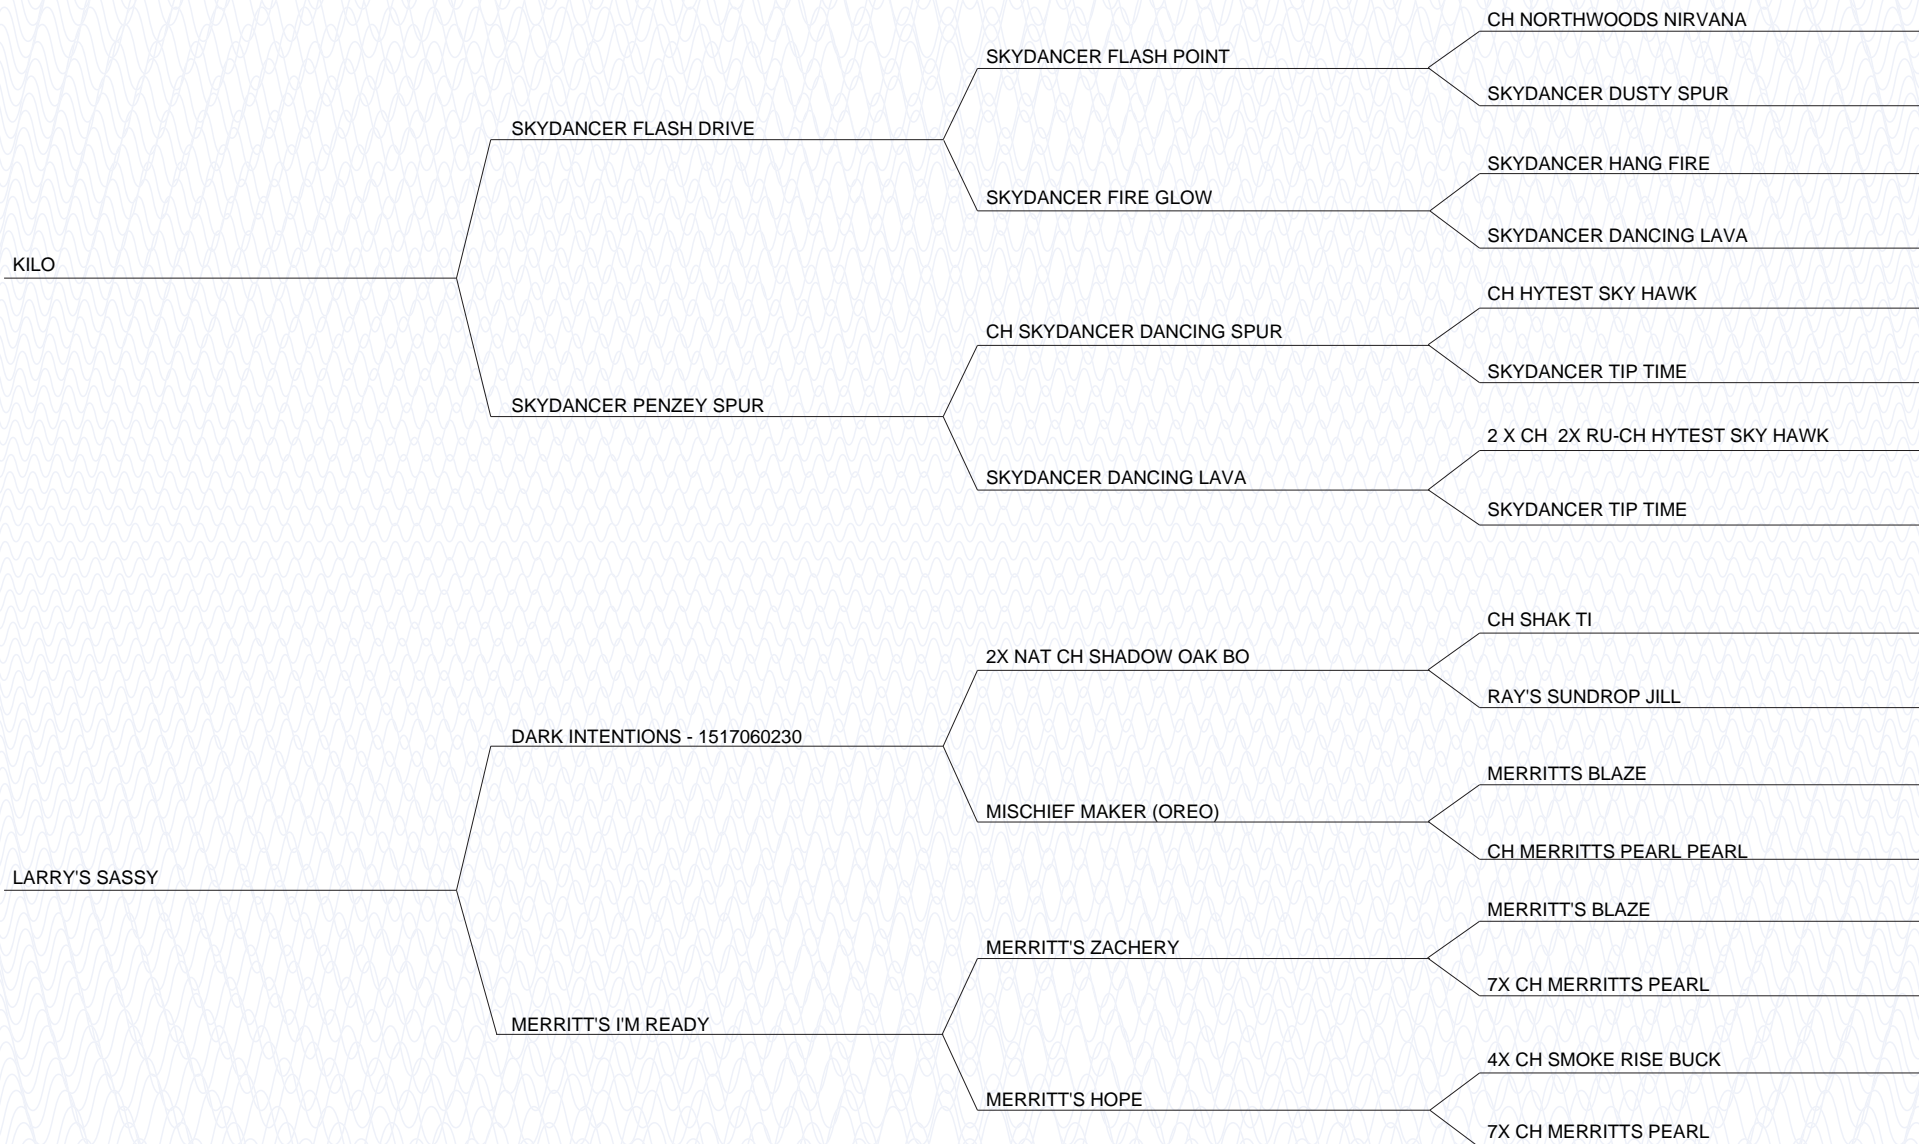 CH NORTHWOODS NIRVANA
SKYDANCER FLASH POINT
SKYDANCER DUSTY SPUR
SKYDANCER FLASH DRIVE
SKYDANCER HANG FIRE
SKYDANCER FIRE GLOW
SKYDANCER DANCING LAVA
KILO
CH HYTEST SKY HAWK
CH SKYDANCER DANCING SPUR
SKYDANCER TIP TIME
SKYDANCER PENZEY SPUR
2 X CH  2X RU-CH HYTEST SKY HAWK
SKYDANCER DANCING LAVA
SKYDANCER TIP TIME
CH SHAK TI
2X NAT CH SHADOW OAK BO
RAY'S SUNDROP JILL
DARK INTENTIONS - 1517060230
MERRITTS BLAZE
MISCHIEF MAKER (OREO)
CH MERRITTS PEARL PEARL
LARRY'S SASSY
MERRITT'S BLAZE
MERRITT'S ZACHERY
7X CH MERRITTS PEARL
MERRITT'S I'M READY
4X CH SMOKE RISE BUCK
MERRITT'S HOPE
7X CH MERRITTS PEARL